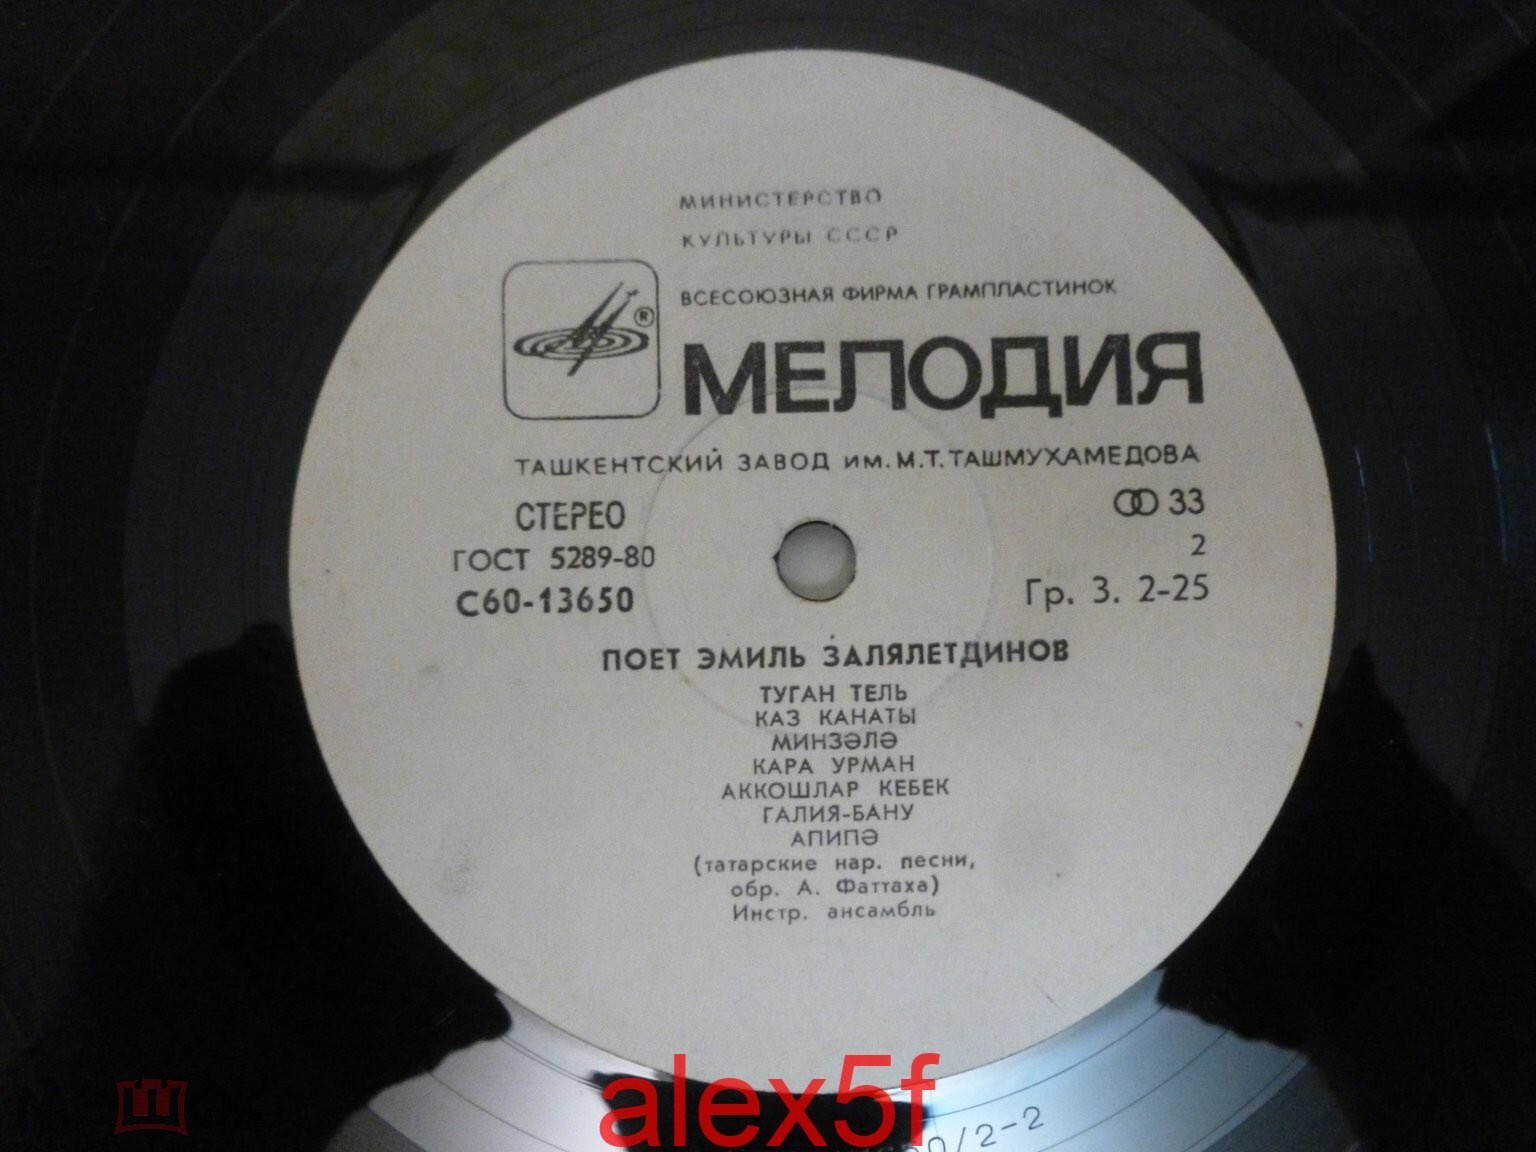 МИНИСТЕРСТВО
КУЛЬТУРЫ СССР
ВСЕСОЮЗНАЯ ФИРМА ГРАМПЛАСТИНОК
®
МЕЛОДИЯ
ТАШКЕНТСКИЙ ЗАВОД ИМ. М. Т. ТАШМУХАМЕДОВА
СТЕРЕО
33
ГОСТ 5289-80
2
С60-13650
Гр. 3. 2-25
ПОЕТ ЭМИЛЬ ЗАЛЯЛЕТДИНОВ
ТУГАН ТЕЛЬ
КАЗ КАНАТЫ
МИНЗӘЛӘ
КАРА УРМАН
АККОШЛАР КЕБЕК
ГАЛИЯ-БАНУ
АПИПӘ
(татарские нар. песни,
обр. А. Фаттаха)
Инстр. ансамбль
alex5f
/2-2